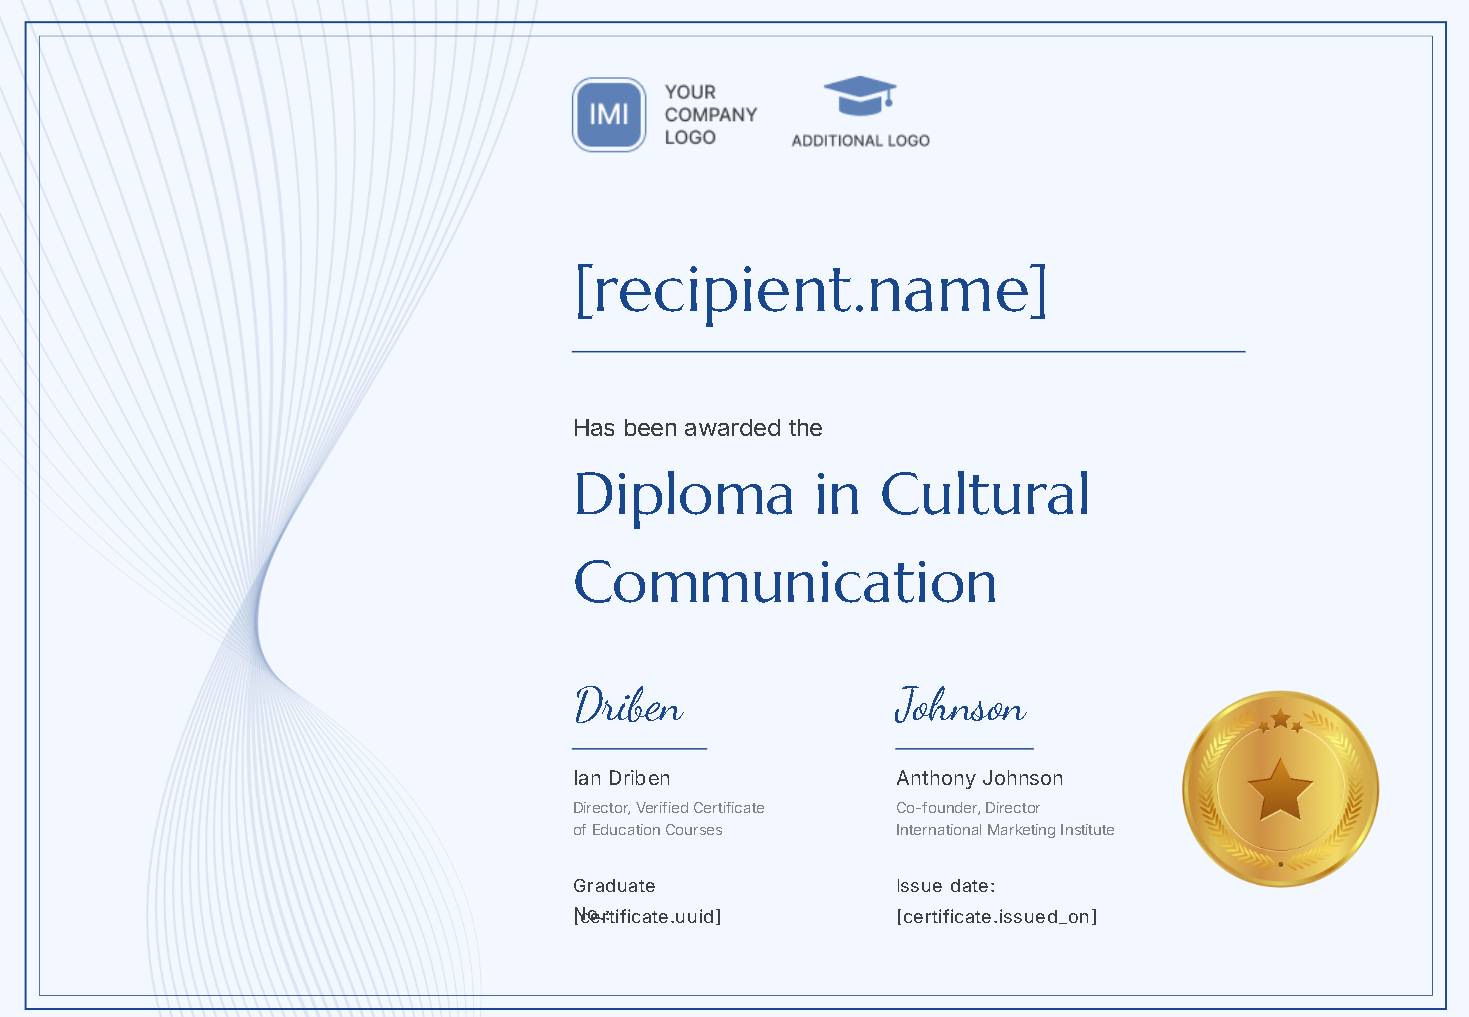 IMI
YOUR
COMPANY
LOGO
ADDITIONAL LOGO
[recipient.name]
Has been awarded the
Diploma in Cultural
Communication
Driben
Johnson
Ian Driben
Anthony Johnson
Director, Verified Certificate
of Education Courses
Co-founder, Director
International Marketing Institute
Graduate
No.:
[certificate.uuid]
Issue date:
[certificate.issued_on]